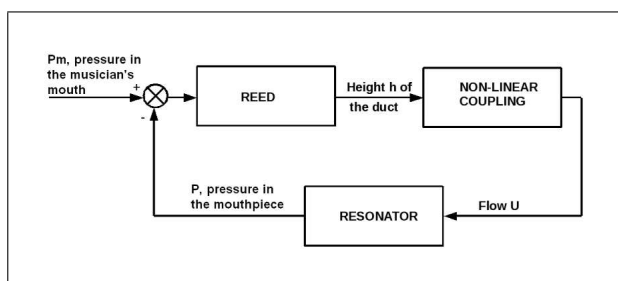 Pm, pressure in
the musician's
mouth
+
-
REED
Height h of
the duct
NON-LINEAR
COUPLING
P, pressure in
the mouthpiece
RESONATOR
Flow U